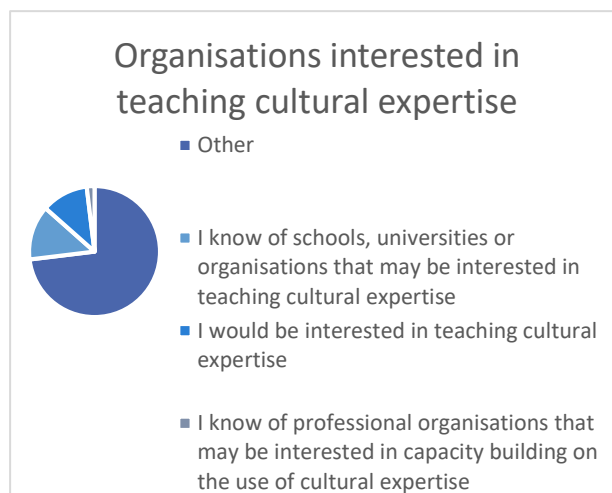 Organisations interested in
teaching cultural expertise
Other
I know of schools, universities or
organisations that may be interested in
teaching cultural expertise
I would be interested in teaching cultural
expertise
I know of professional organisations that
may be interested in capacity building on
the use of cultural expertise